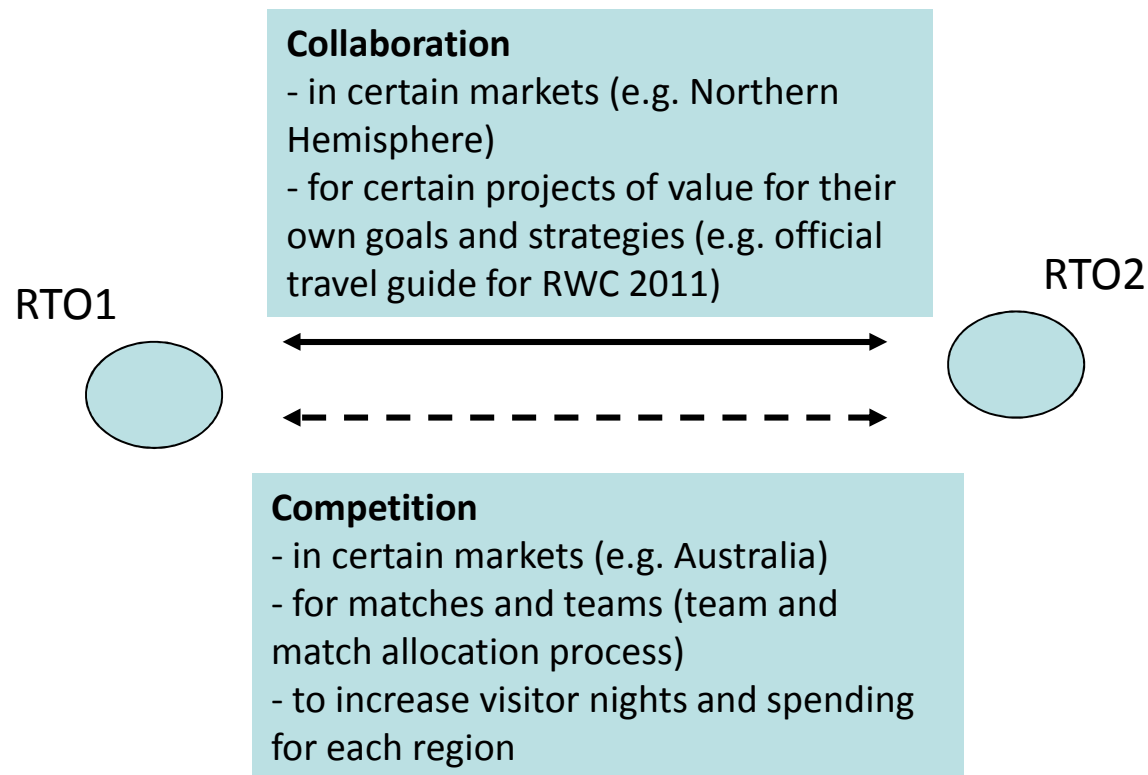 Collaboration
- in certain markets (e.g. Northern
Hemisphere)
- for certain projects of value for their
own goals and strategies (e.g. official
travel guide for RWC 2011)
RTO1
RTO2
Competition
- in certain markets (e.g. Australia)
- for matches and teams (team and
match allocation process)
- to increase visitor nights and spending
for each region